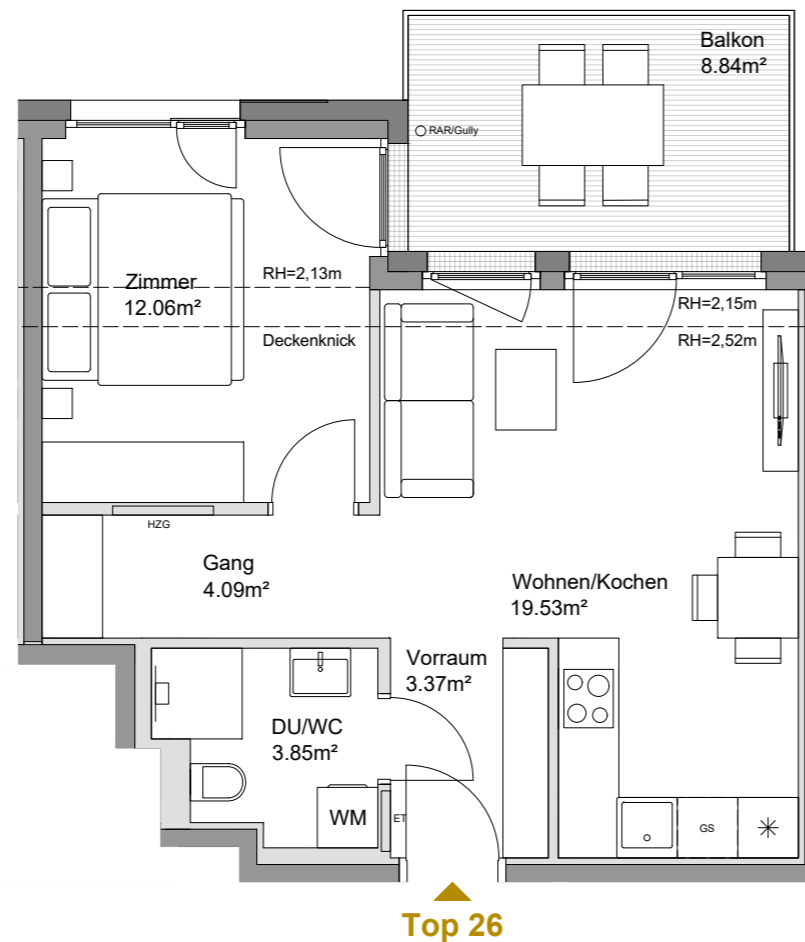 Balkon
8.84m²
RAR/Gully
Zimmer
12.06m²
RH=2,13m
Deckenknick
RH=2,15m
RH=2,52m
HZG
Gang
4.09m²
Wohnen/Kochen
19.53m²
Vorraum
3.37m²
DU/WC
3.85m²
WM
ET
GS
Top 26